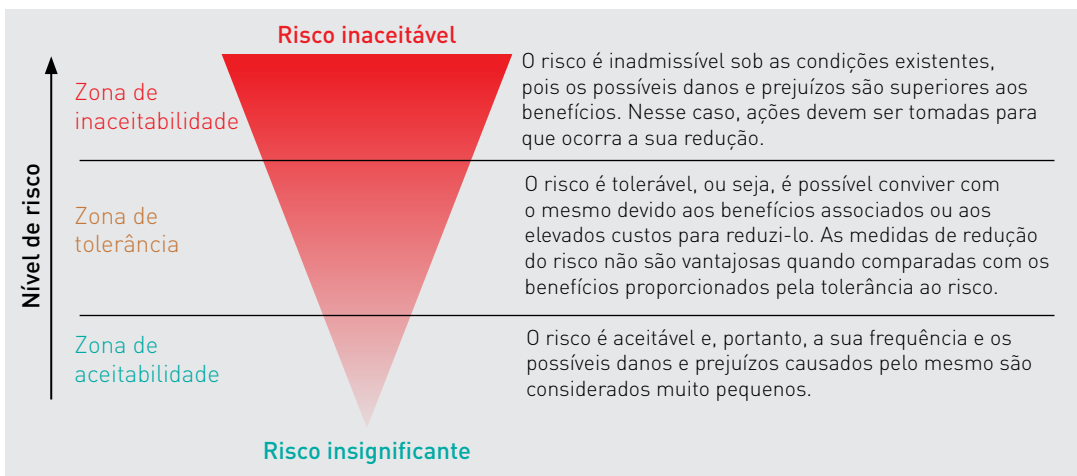 Risco inaceitável
Nível de risco
Zona de
inaceitabilidade
O risco é inadmissível sob as condições existentes,
pois os possíveis danos e prejuízos são superiores aos
benefícios. Nesse caso, ações devem ser tomadas para
que ocorra a sua redução.
Zona de
tolerância
O risco é tolerável, ou seja, é possível conviver com
o mesmo devido aos benefícios associados ou aos
elevados custos para reduzi-lo. As medidas de redução
do risco não são vantajosas quando comparadas com os
benefícios proporcionados pela tolerância ao risco.
Zona de
aceitabilidade
O risco é aceitável e, portanto, a sua frequência e os
possíveis danos e prejuízos causados pelo mesmo são
considerados muito pequenos.
Risco insignificante